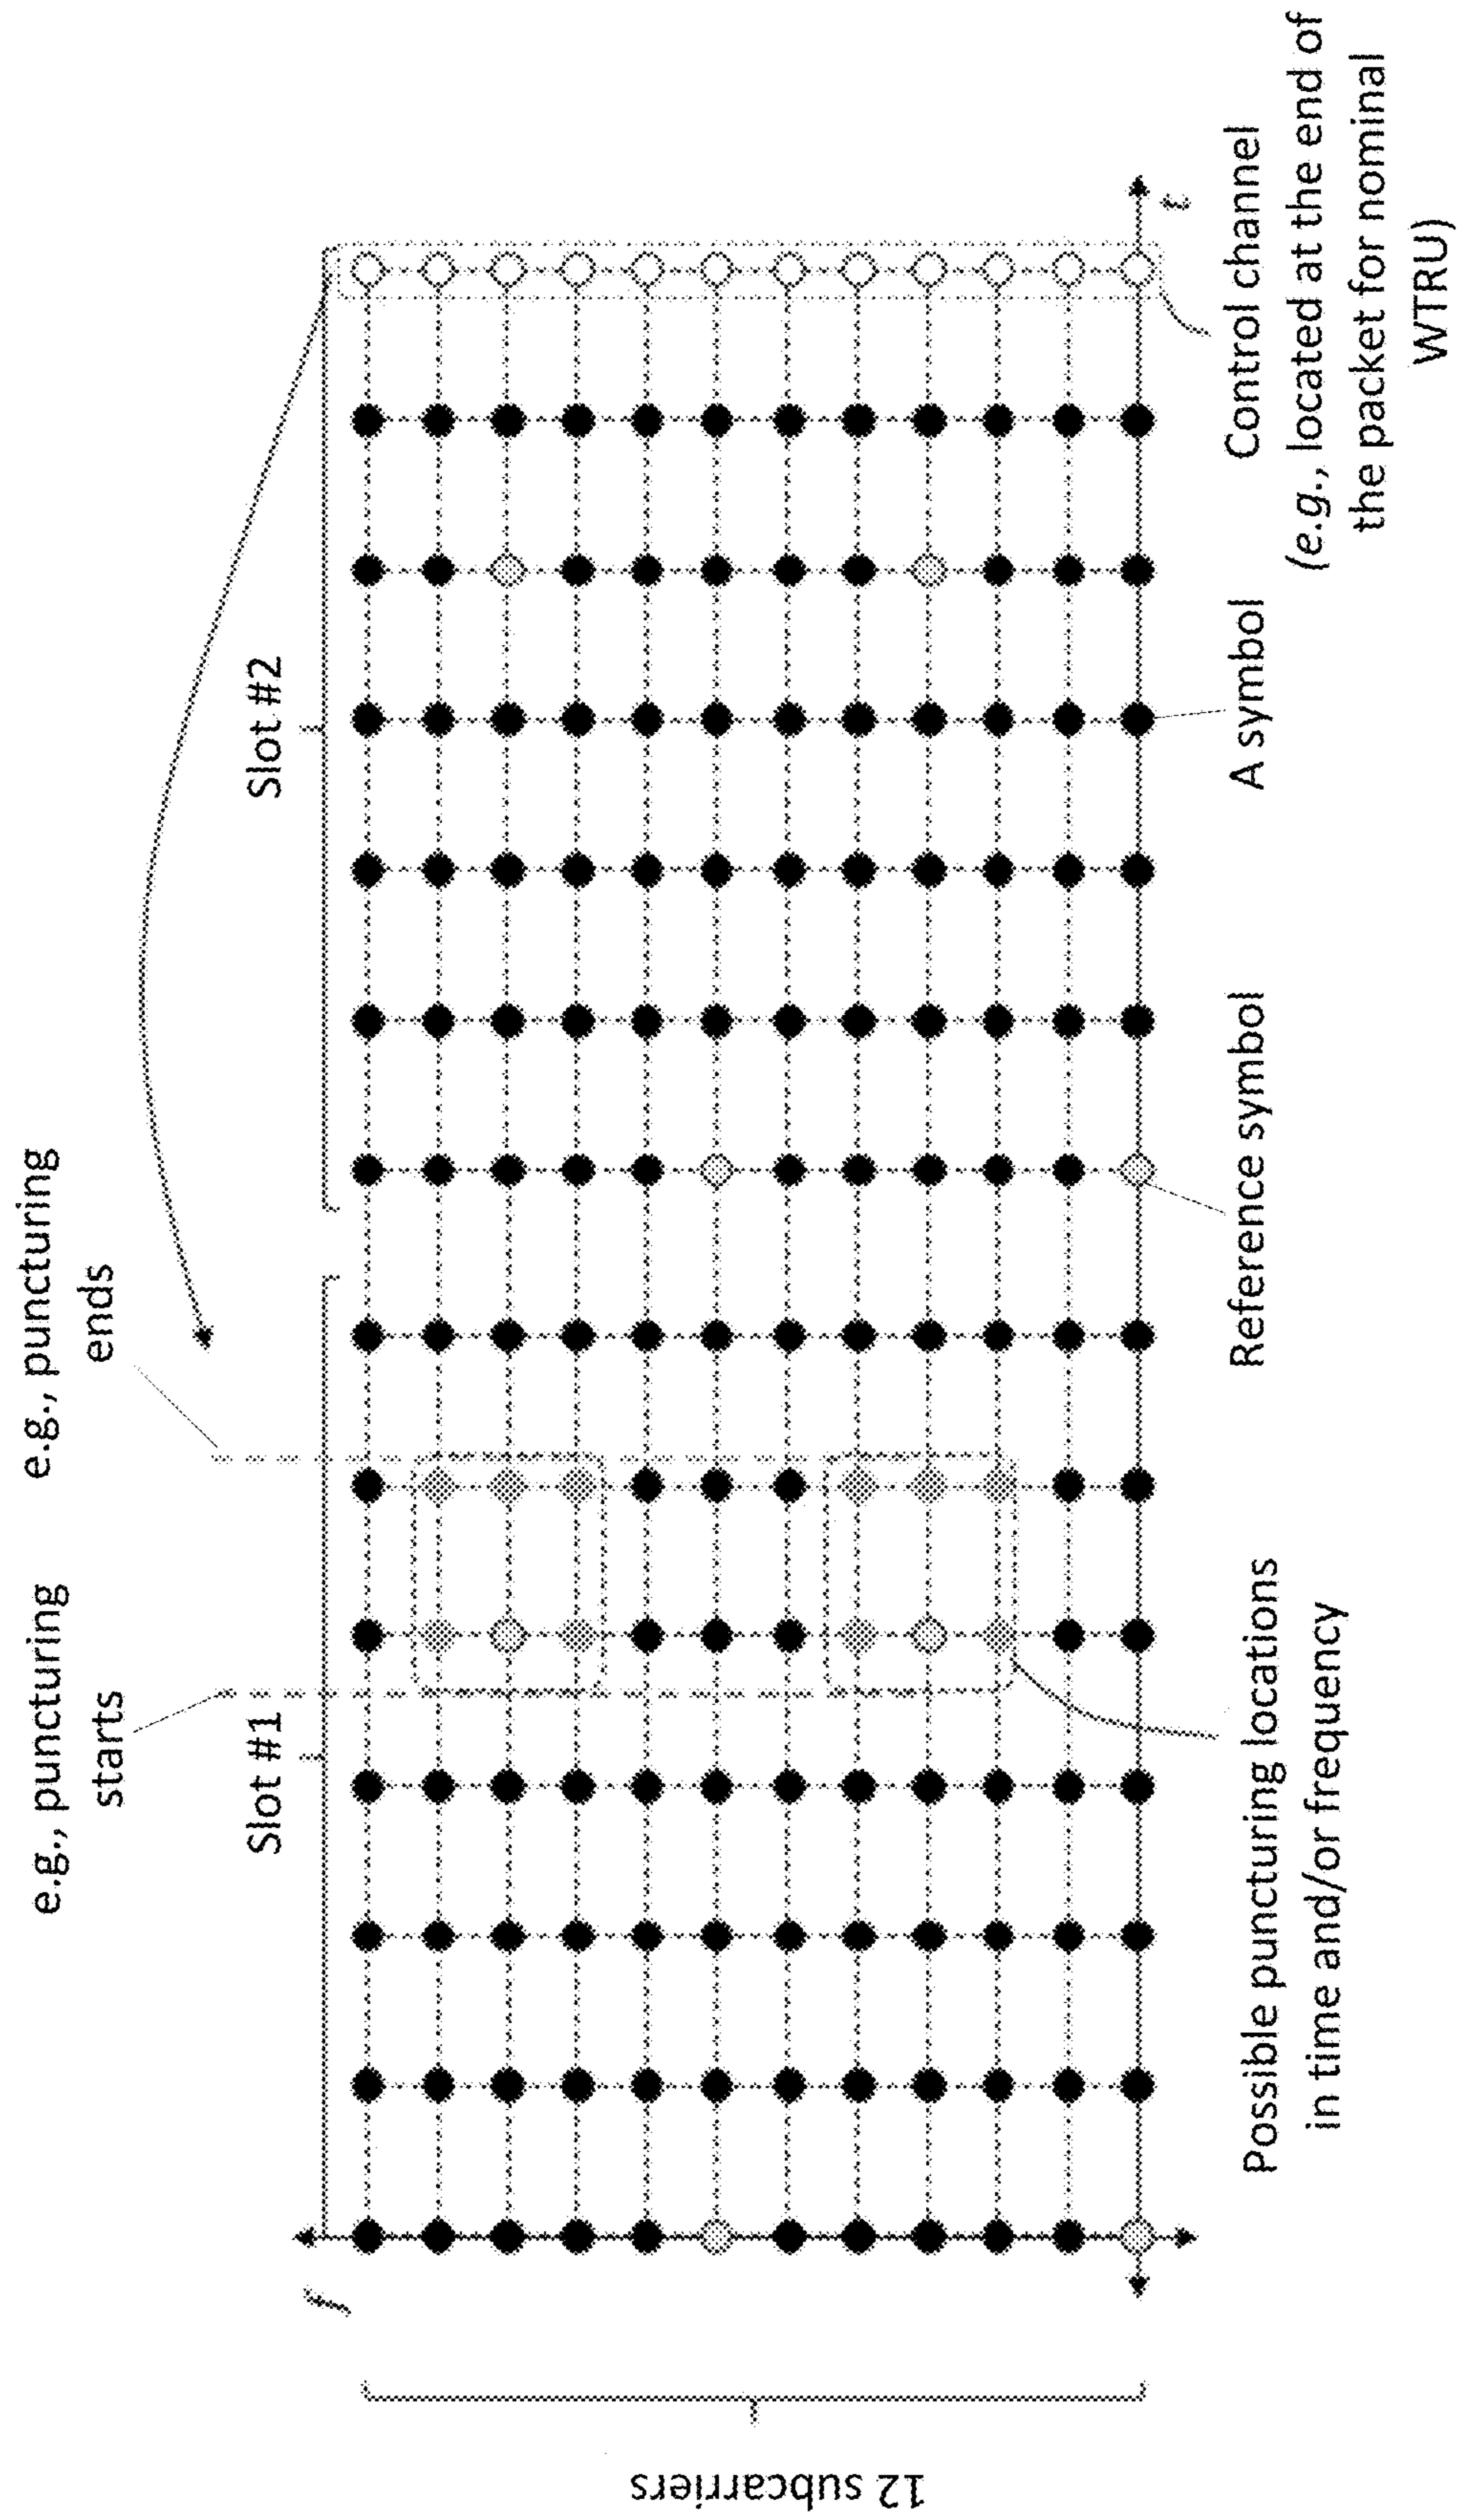 e.g., puncturing
starts
e.g., puncturing
ends
Slot #1
Slot #2
f
12 subcarriers
t
Possible puncturing locations
in time and/or frequency
Reference symbol
A symbol
Control channel
(e.g., located at the end of
the packet for nominal
WTRU)